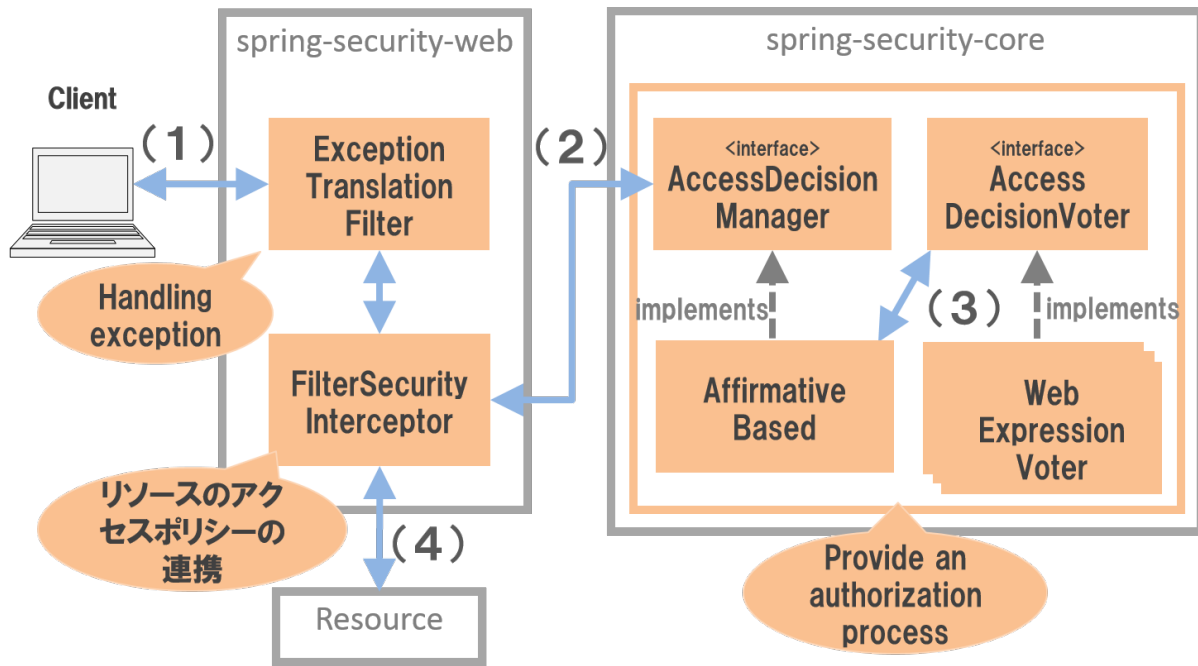 spring-security-web
spring-security-core
Client
(1)
Exception
Translation
Filter
(2)
<interface>
AccessDecision
Manager
<interface>
Access
DecisionVoter
Handling
exception
implements
(3)
implements
FilterSecurity
Interceptor
Affirmative
Based
Web
Expression
Voter
リソースのアク
セスポリシーの
連携
(4)
Resource
Provide an
authorization
process